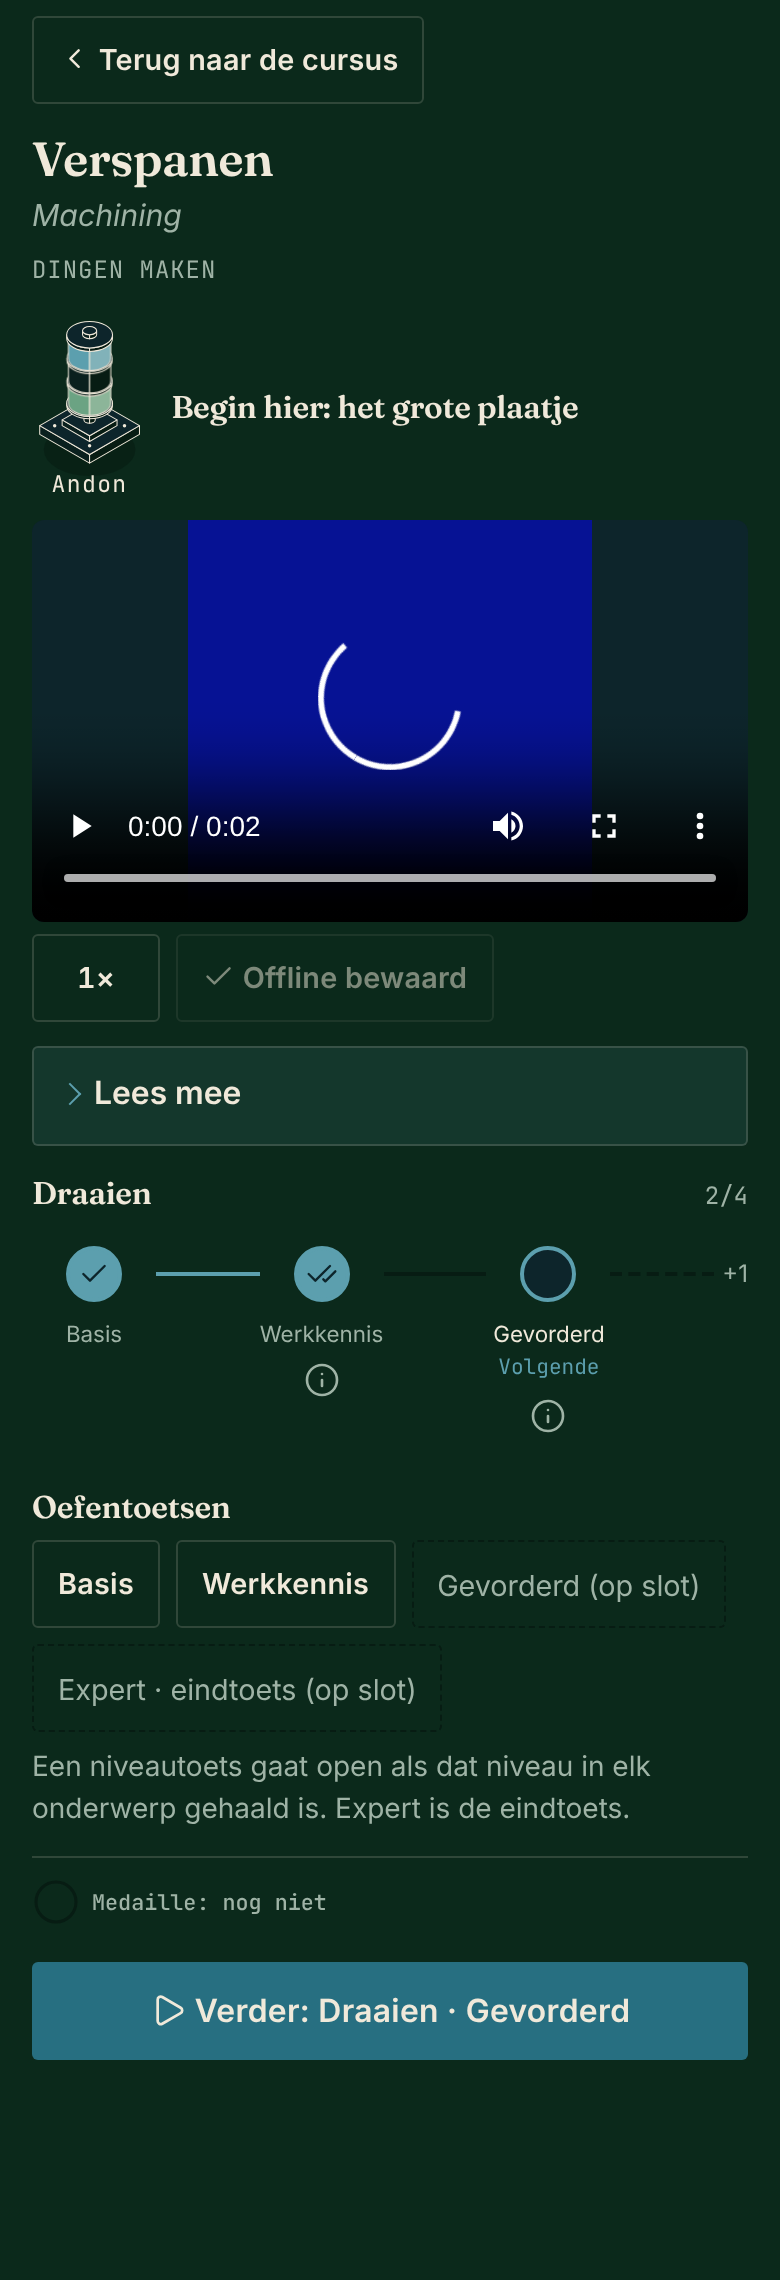 Terug naar de cursus
Verspanen
Machining
DINGEN MAKEN
Begin hier: het grote plaatje
Andon
0:00 / 0:02
1×
Offline bewaard
Lees mee
Draaien
2/4
+1
Basis
Werkkennis
Gevorderd
Volgende
Oefentoetsen
Basis
Werkkennis
Gevorderd (op slot)
Expert · eindtoets (op slot)
Een niveautoets gaat open als dat niveau in elk
onderwerp gehaald is. Expert is de eindtoets.
Medaille: nog niet
Verder: Draaien · Gevorderd